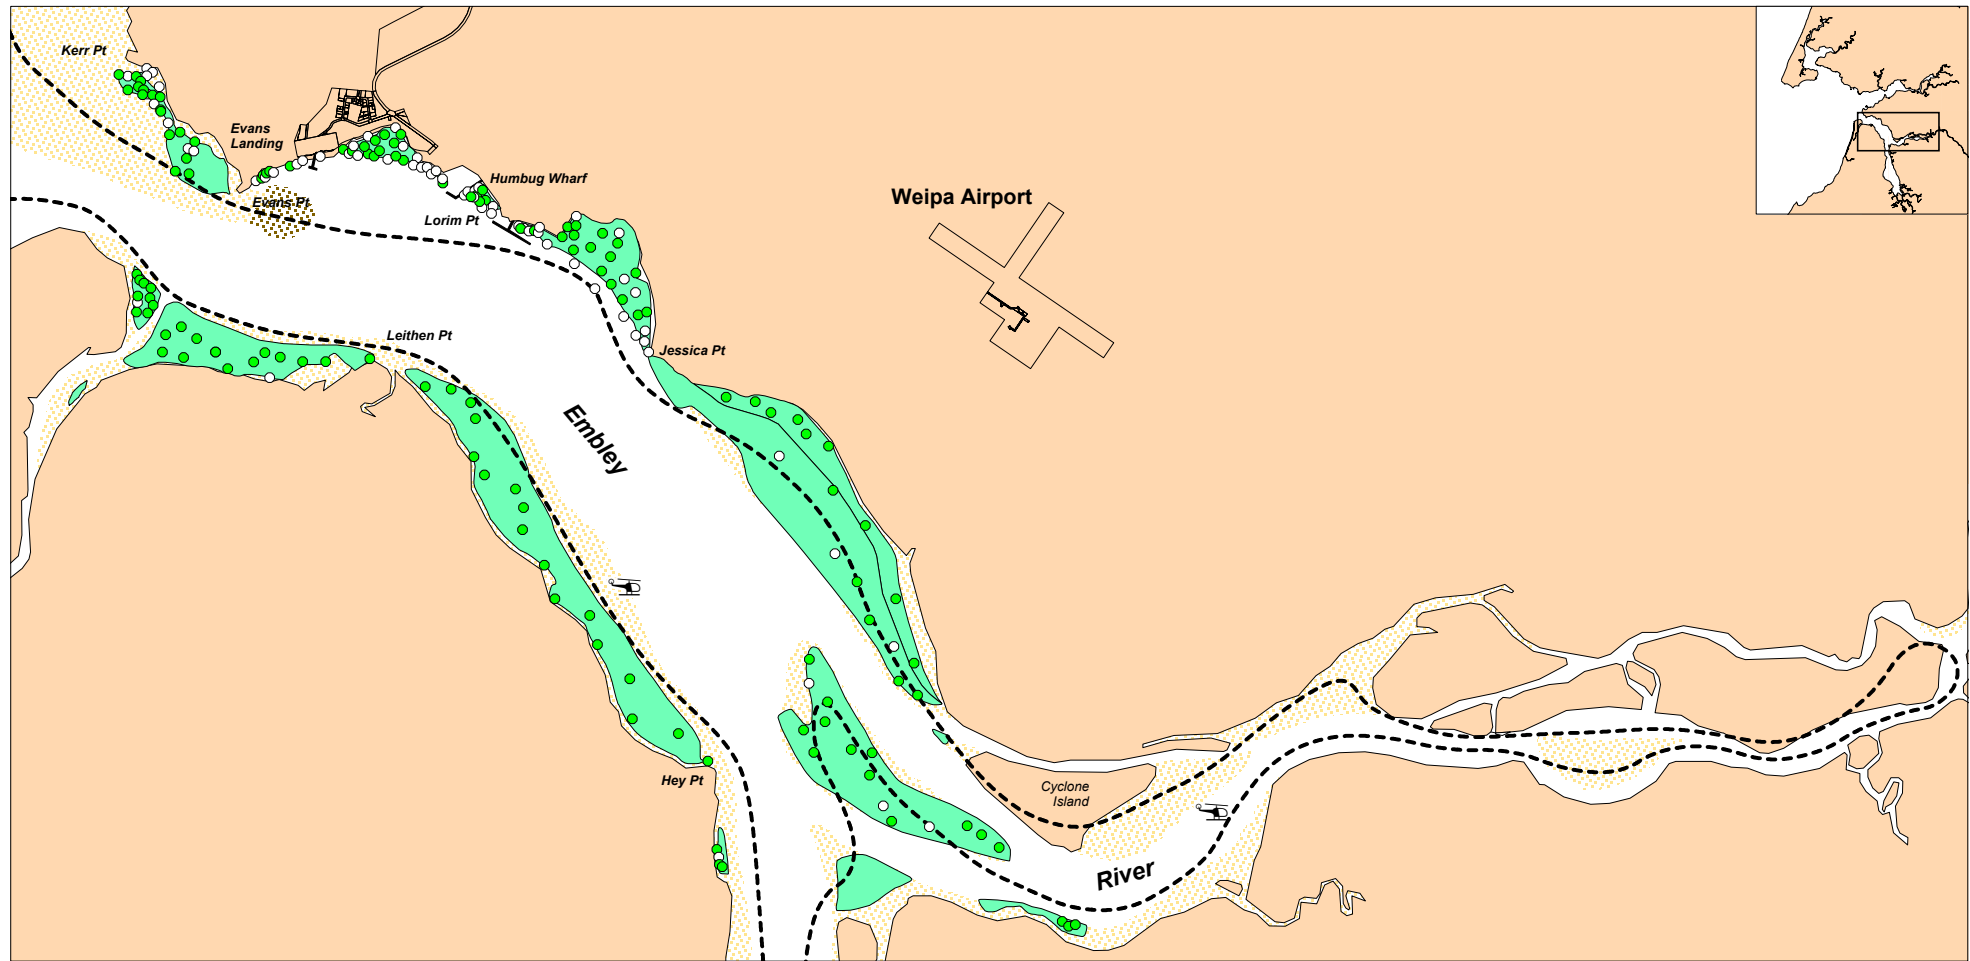 Kerr Pt
Evans
Landing
Humbug Wharf
Weipa Airport
Evans Pt
Lorim Pt
Leithen Pt
Jessica Pt
Embley
Hey Pt
Cyclone
Island
River